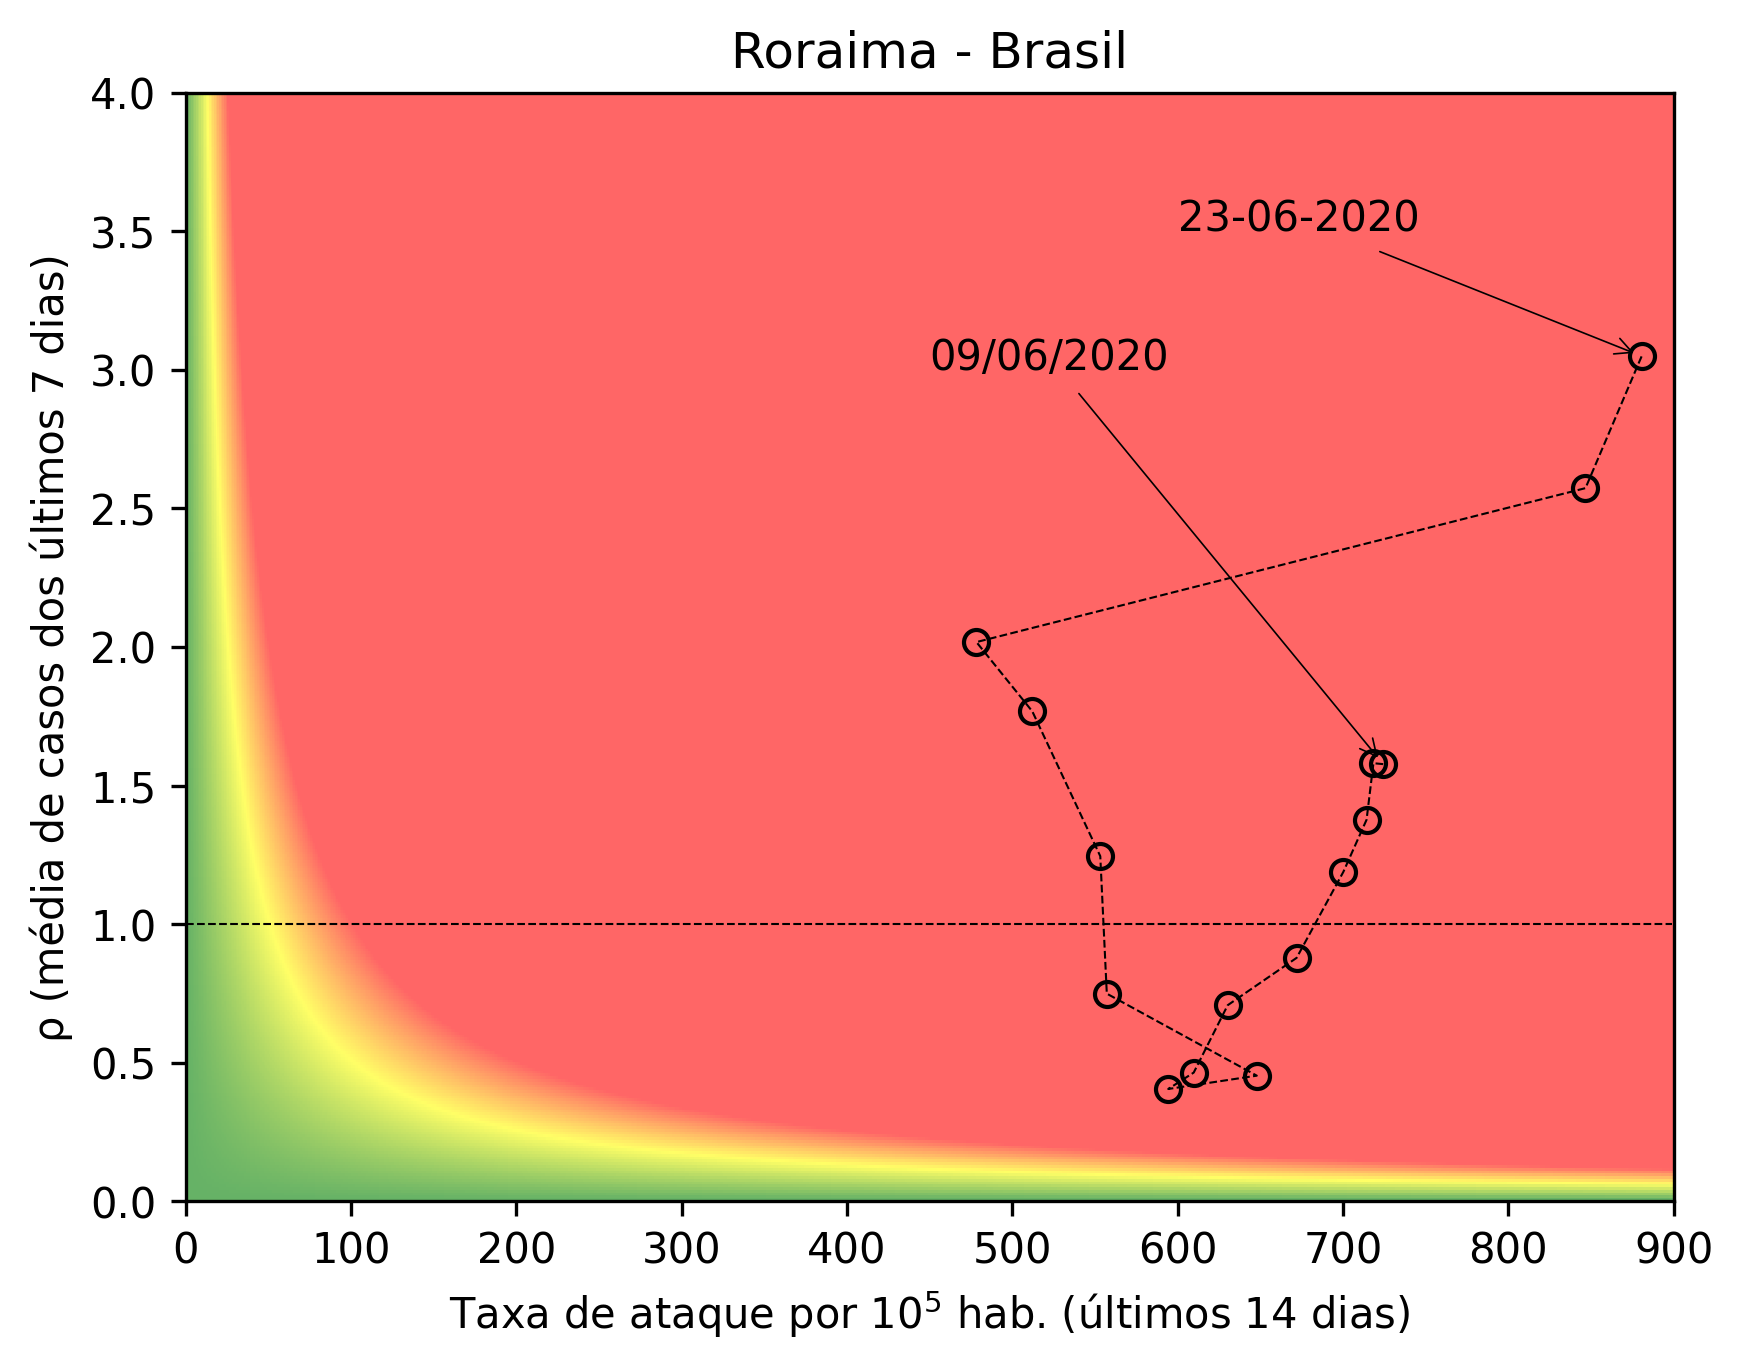 Roraima - Brasil
4.0
3.5
3.0
2.5
2.0
1.5
1.0
0.5
0.0
ρ (média de casos dos últimos 7 dias)
23-06-2020
09/06/2020
0 100 200 300 400 500 600 700 800 900
Taxa de ataque por 10⁵ hab. (últimos 14 dias)